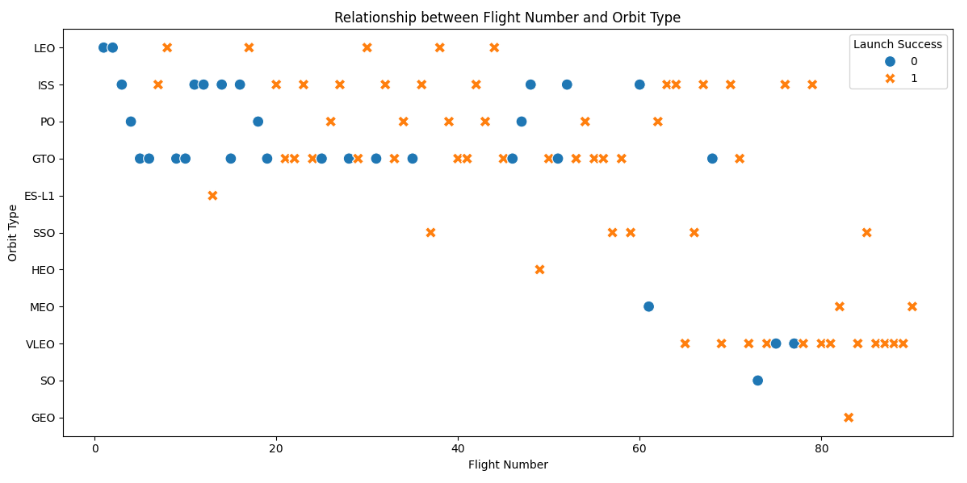 Relationship between Flight Number and Orbit Type
Launch Success
0
1
Orbit Type
LEO
ISS
PO
GTO
ES-L1
SSO
HEO
MEO
VLEO
SO
GEO
0 20 40 60 80
Flight Number